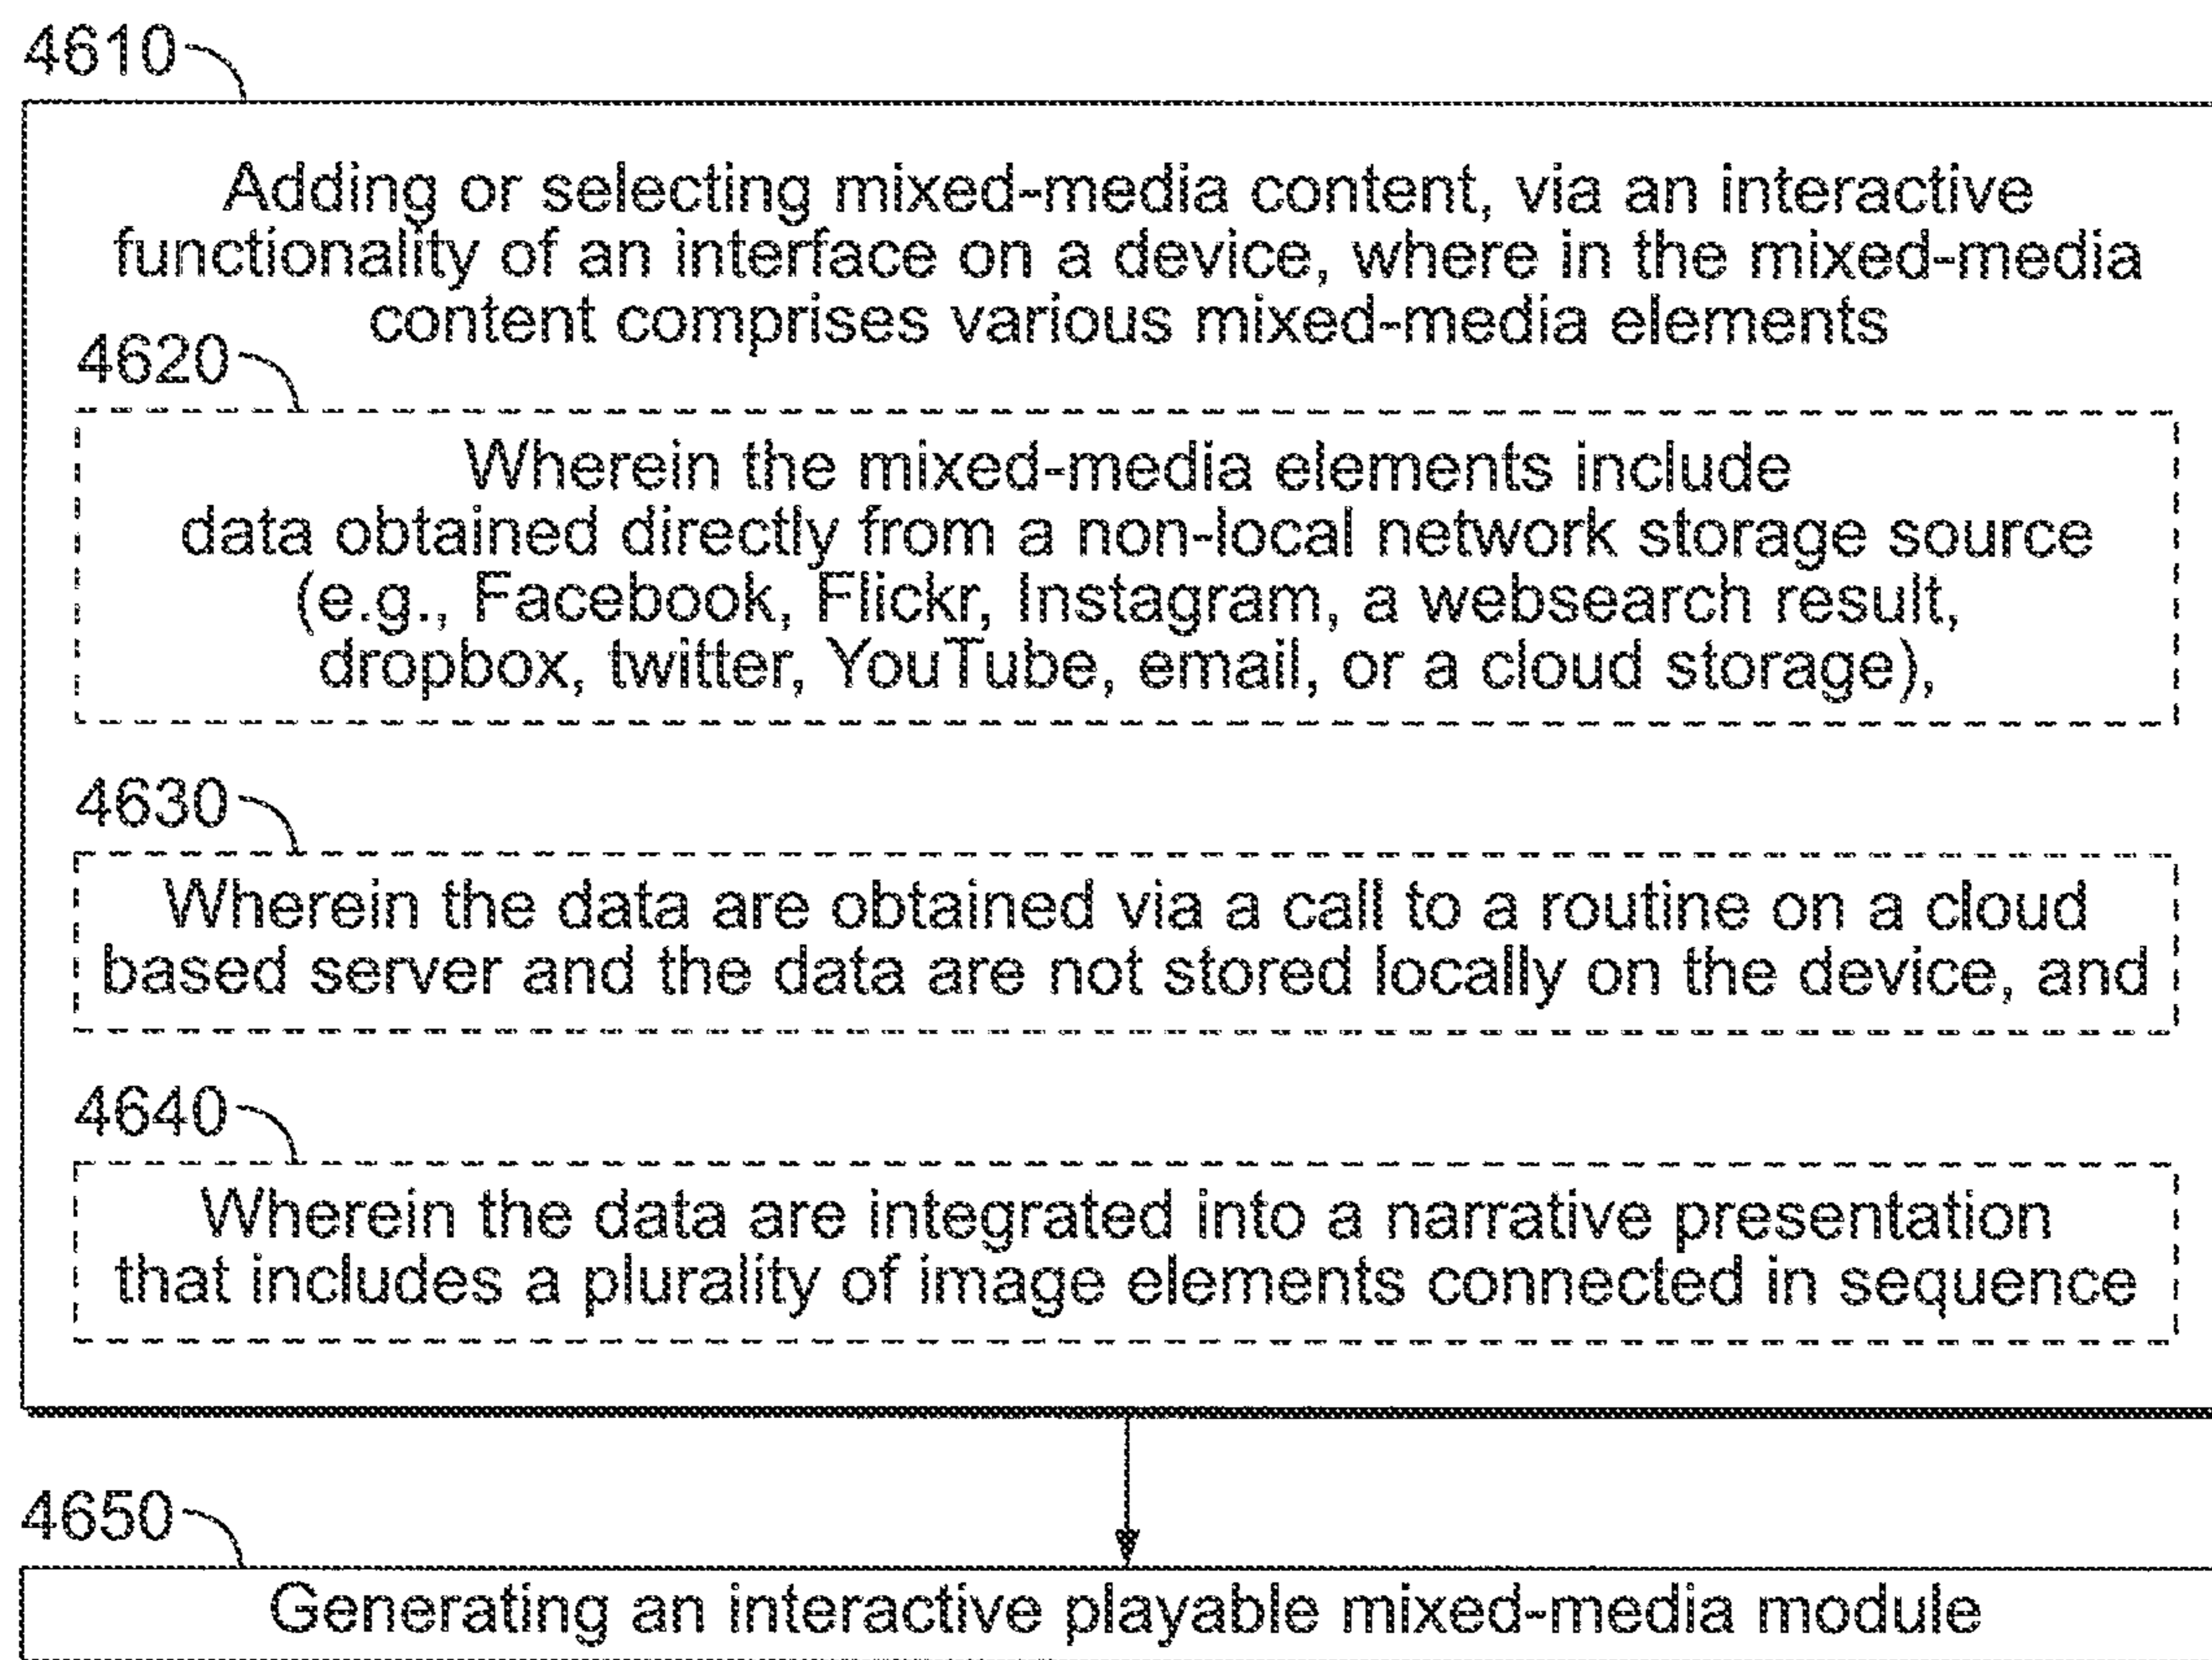 4610
Adding or selecting mixed-media content, via an interactive
functionality of an interface on a device, where in the mixed-media
content comprises various mixed-media elements
4620
Wherein the mixed-media elements include
data obtained directly from a non-local network storage source
(e.g., Facebook, Flickr, Instagram, a websearch result,
dropbox, twitter, YouTube, email, or a cloud storage),
4630
Wherein the data are obtained via a call to a routine on a cloud
based server and the data are not stored locally on the device, and
4640
Wherein the data are integrated into a narrative presentation
that includes a plurality of image elements connected in sequence
4650
Generating an interactive playable mixed-media module